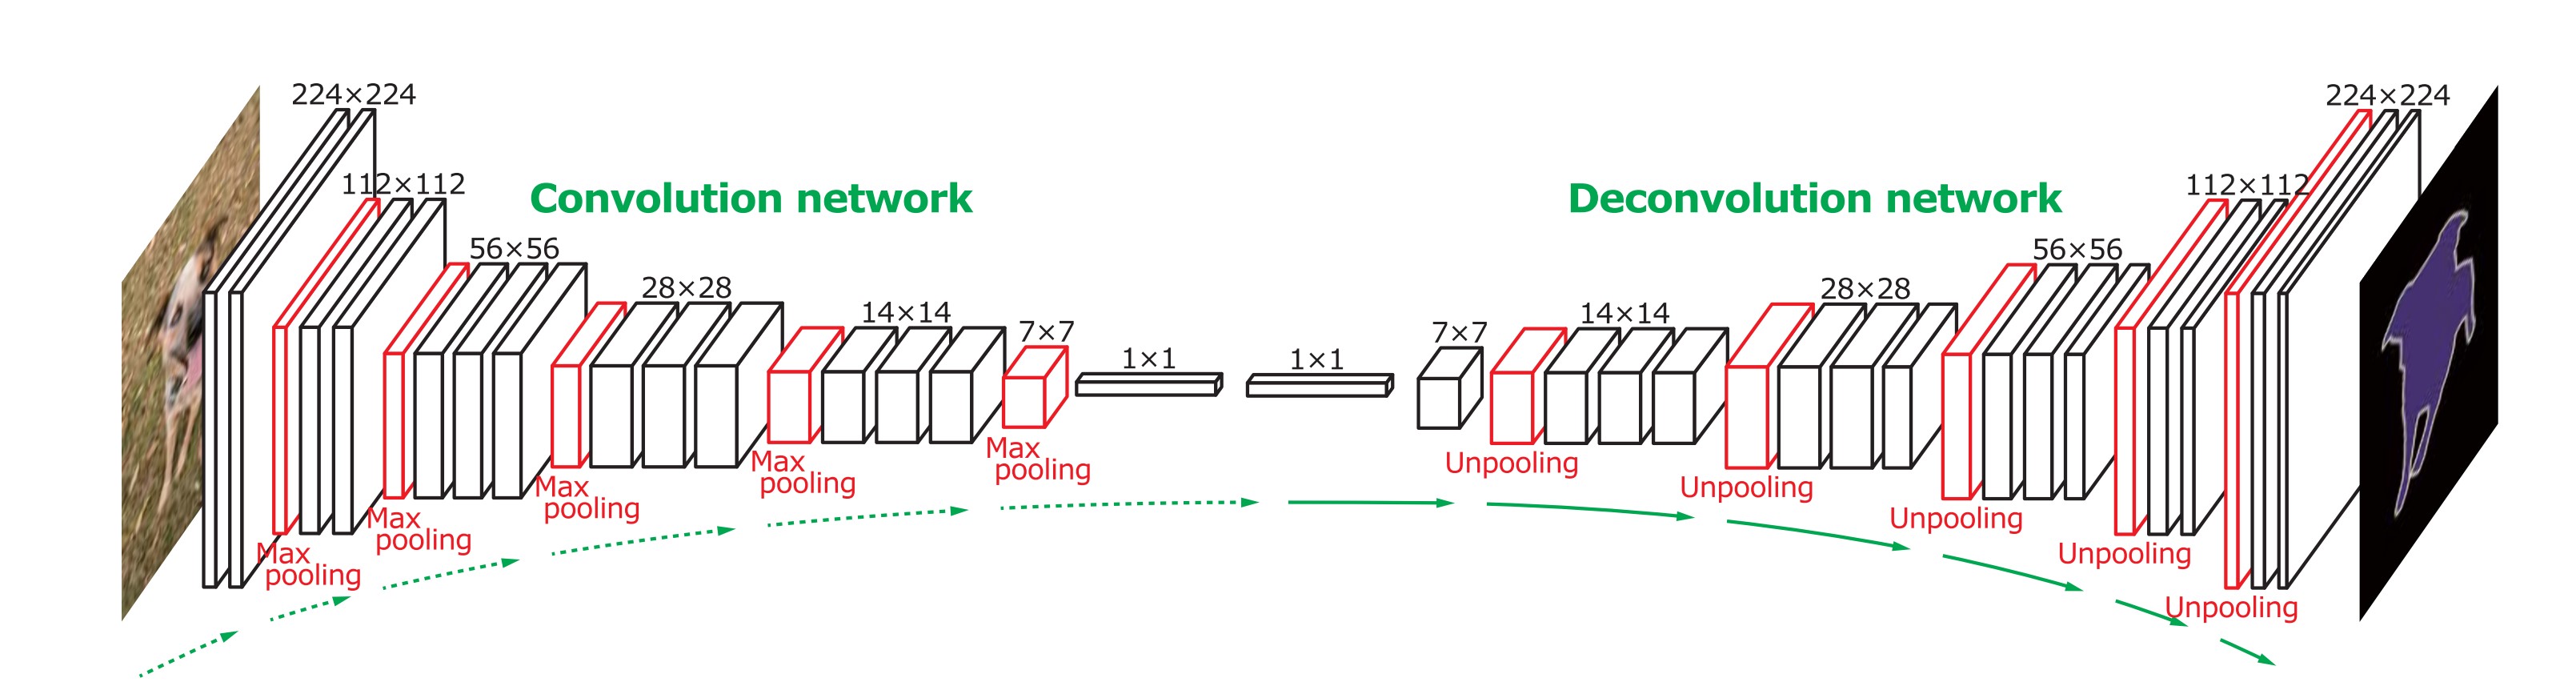 224×224
112×112
Convolution network
56×56
28×28
14×14
7×7
1×1
1×1
7×7
14×14
28×28
56×56
Deconvolution network
112×112
224×224
Max
pooling
Max
pooling
Max
pooling
Max
pooling
Max
pooling
Unpooling
Unpooling
Unpooling
Unpooling
Unpooling